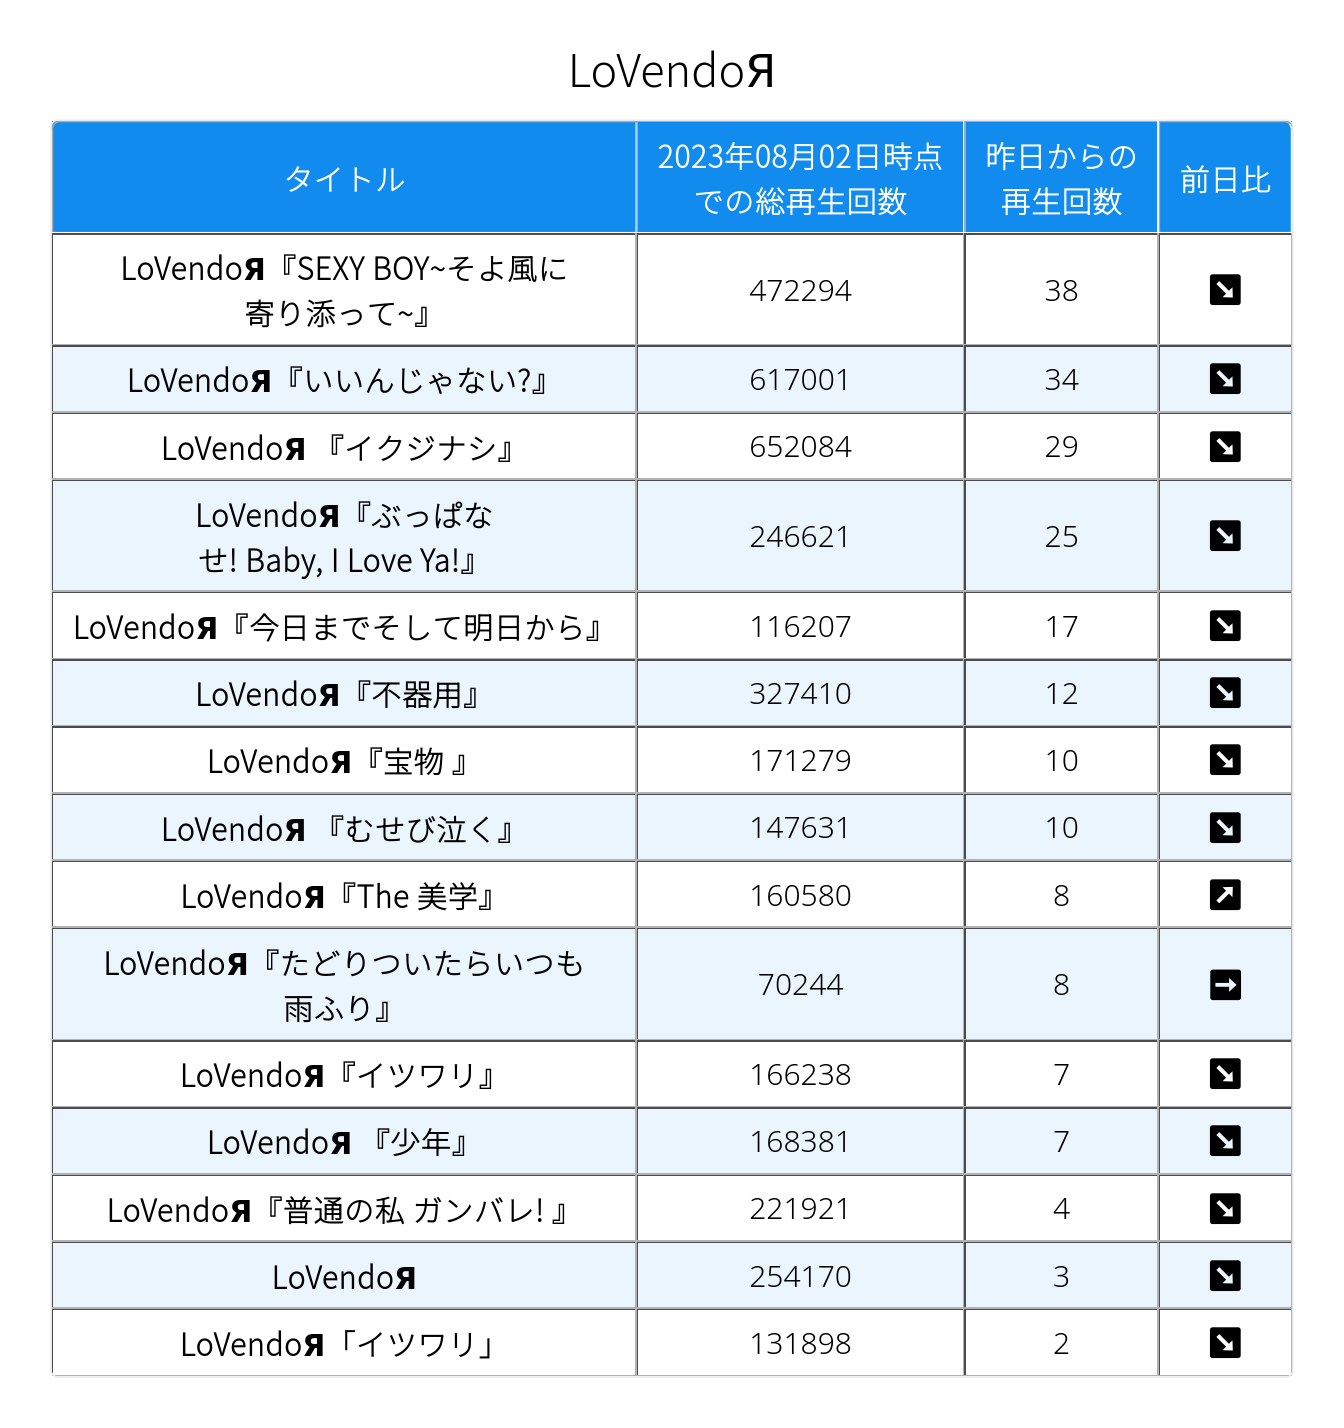 LoVendoЯ
タイトル
2023年08月02日時点
での総再生回数
昨日からの
再生回数
前日比
LoVendoЯ『SEXY BOY~そよ風に
寄り添って~』
472294
38
LoVendoЯ『いいんじゃない?』
617001
34
LoVendoЯ 『イクジナシ』
652084
29
LoVendoЯ『ぶっぱな
せ! Baby, I Love Ya!』
246621
25
LoVendoЯ『今日までそして明日から』
116207
17
LoVendoЯ『不器用』
327410
12
LoVendoЯ『宝物 』
171279
10
LoVendoЯ 『むせび泣く』
147631
10
LoVendoЯ『The 美学』
160580
8
LoVendoЯ『たどりついたらいつも
雨ふり』
70244
8
LoVendoЯ『イツワリ』
166238
7
LoVendoЯ 『少年』
168381
7
LoVendoЯ『普通の私 ガンバレ! 』
221921
4
LoVendoЯ
254170
3
LoVendoЯ「イツワリ」
131898
2